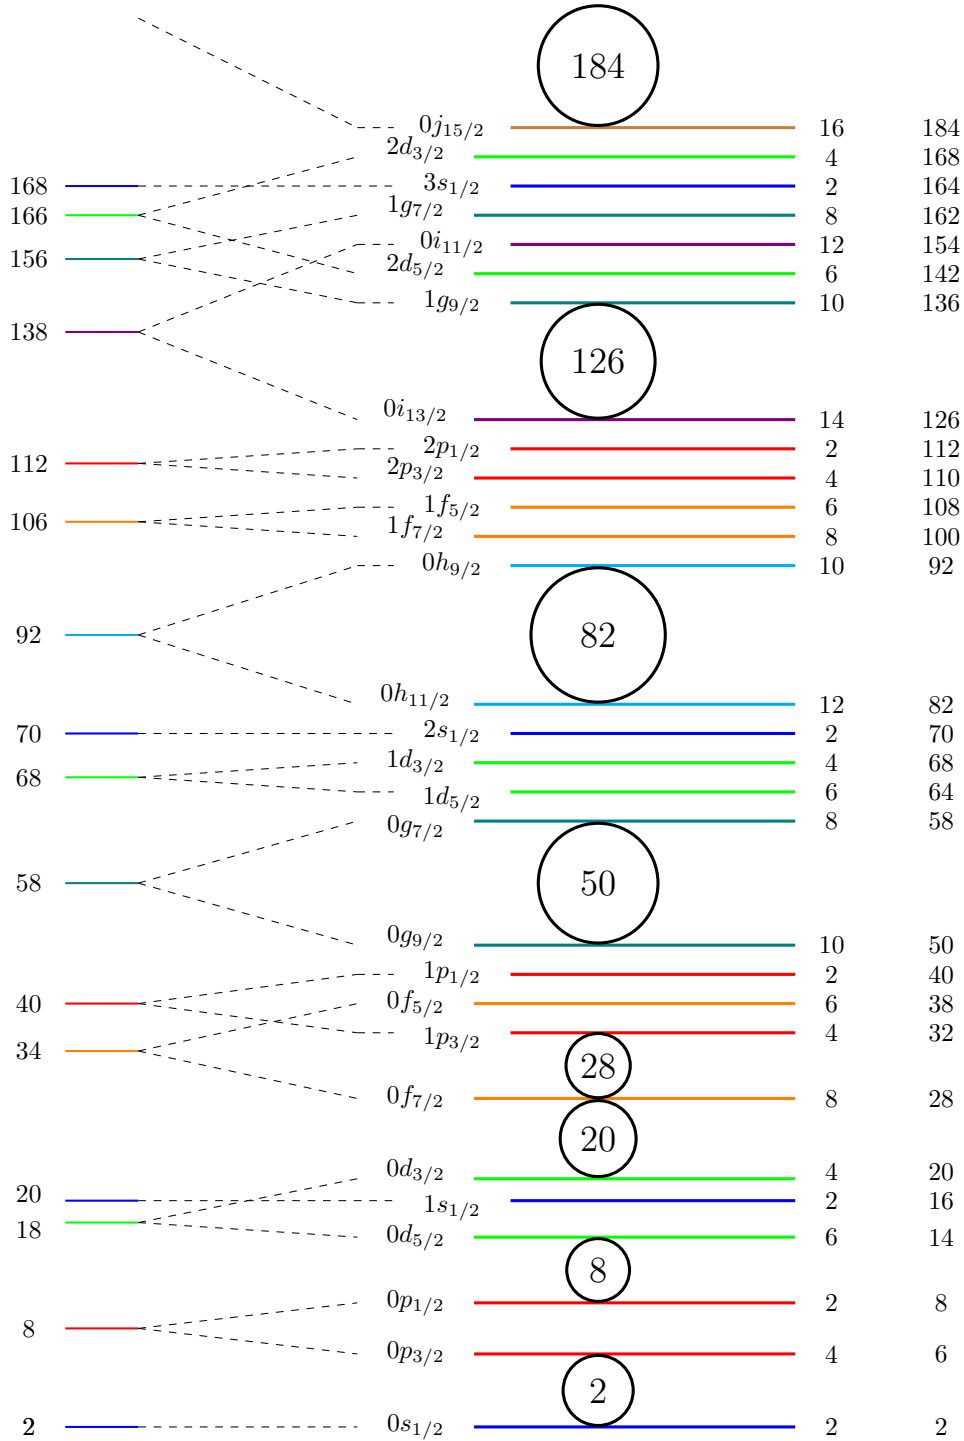 184
0j15/2 16 184
2d3/2 4 168
168 3s1/2 2 164
166 1g7/2 8 162
0i11/2 12 154
156 2d5/2 6 142
1g9/2 10 136
138
126
0i13/2 14 126
2p1/2 2 112
112 2p3/2 4 110
1f5/2 6 108
106 1f7/2 8 100
0h9/2 10 92
92 82
0h11/2 12 82
70 2s1/2 2 70
1d3/2 4 68
68 1d5/2 6 64
0g7/2 8 58
58 50
0g9/2 10 50
1p1/2 2 40
40 0f5/2 6 38
1p3/2 4 32
34 28
0f7/2 8 28
20
0d3/2 4 20
20 1s1/2 2 16
18 0d5/2 6 14
8
0p1/2 2 8
8
0p3/2 4 6
2
2 0s1/2 2 2